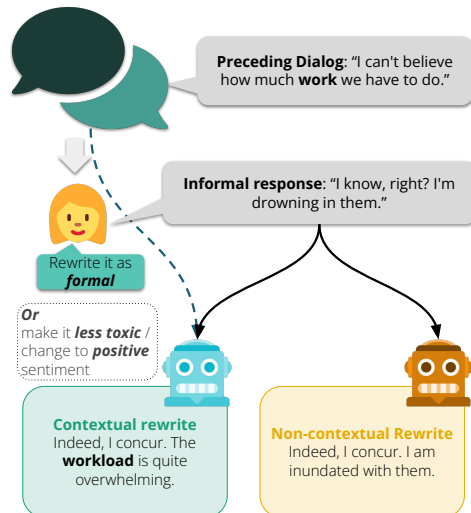 Preceding Dialog: “I can't believe
how much work we have to do.”
Informal response: “I know, right? I'm
drowning in them.”
Rewrite it as
formal
Or
make it less toxic /
change to positive
sentiment
Contextual rewrite
Indeed, I concur. The
workload is quite
overwhelming.
Non-contextual Rewrite
Indeed, I concur. I am
inundated with them.